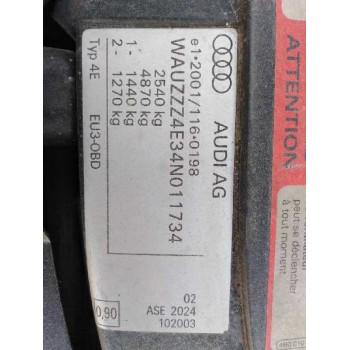 AUDI AG
e1*2001/116*0198
WAUZZZ4E34N011734
2540 kg
4870 kg
1- 1440 kg
2- 1270 kg
Typ 4E EU3-OBD
0,90
02
ASE 2024
102003
ATTENTION
peut se
déclencher
à tout moment.